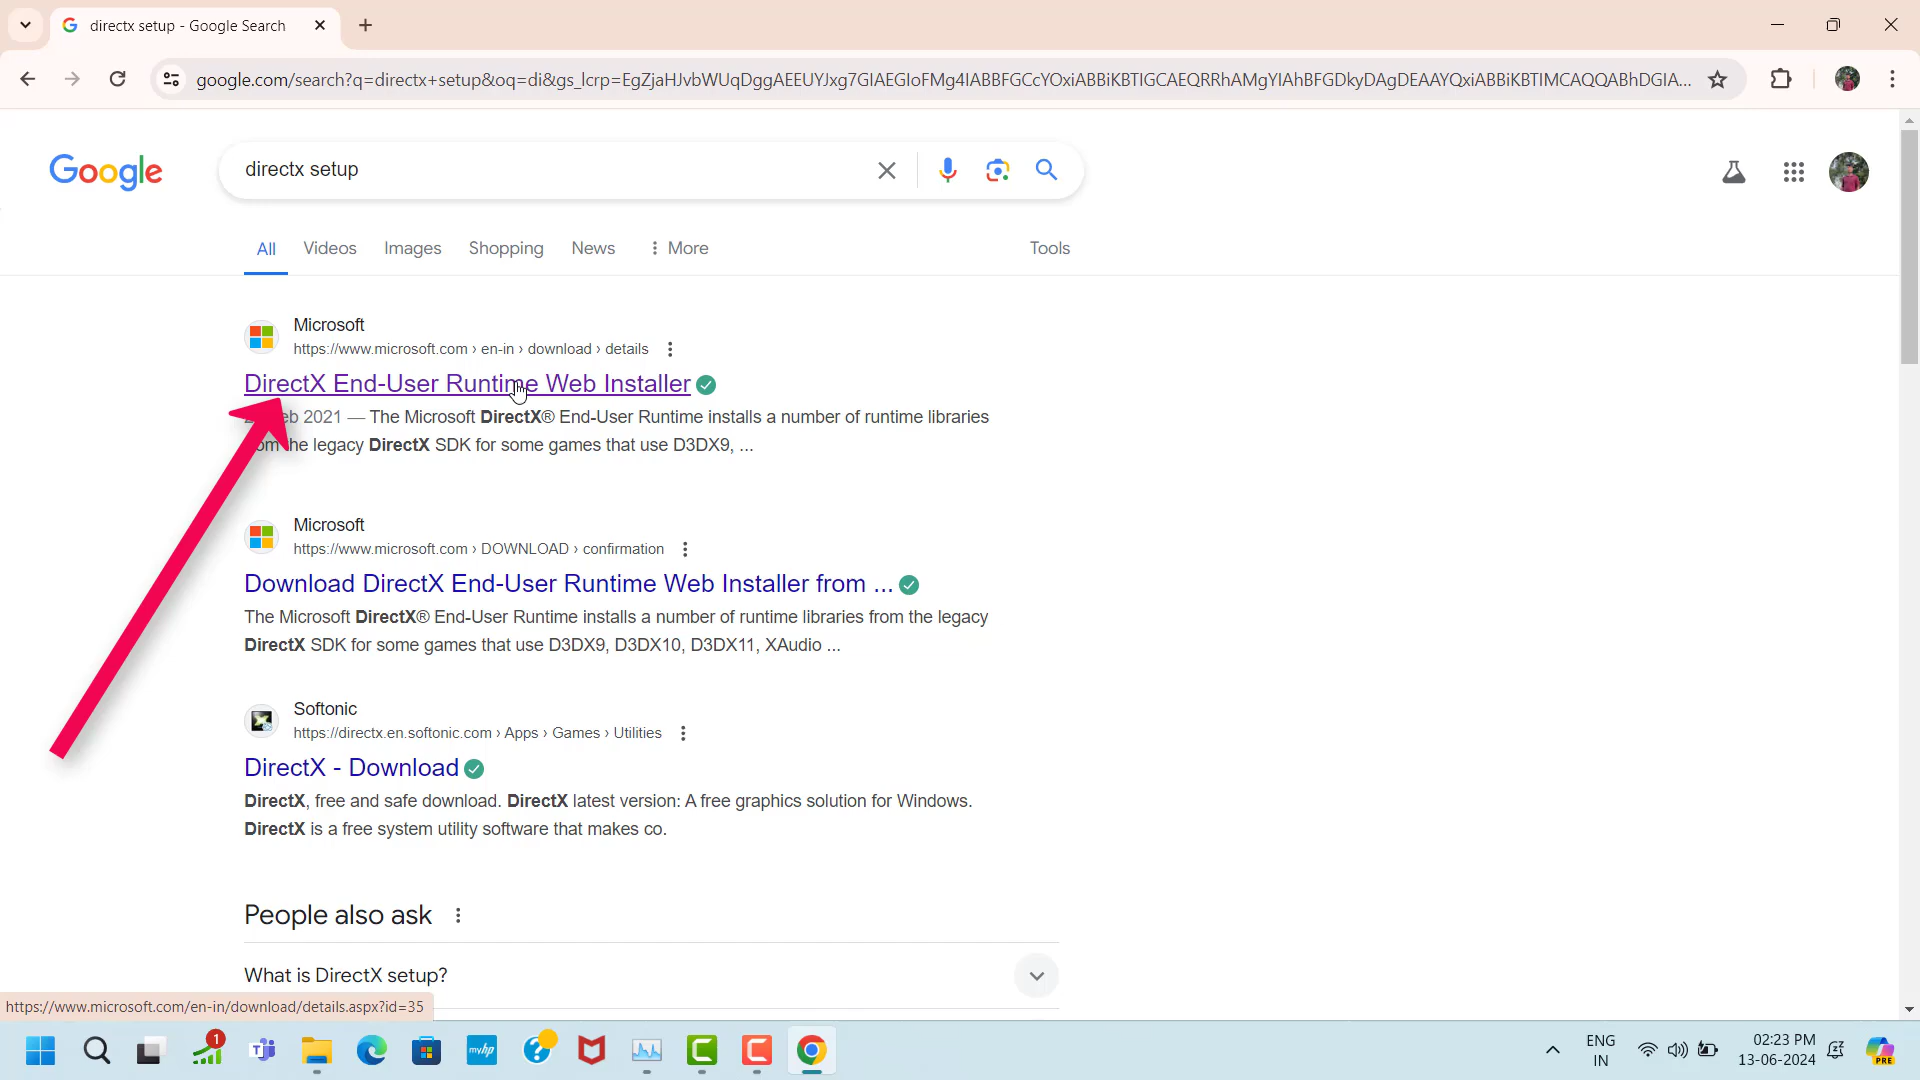 directx setup - Google Search
google.com/search?q=directx+setup&oq=di&gs_lcrp=EgZjaHJvbWUqDggAEEUYJxg7GIAEGIoFMg4IABBFGCcYOxiABBiKBTIGCAEQRRhAMgYIAhBFGDkyDAgDEAAYQxiABBiKBTIMCAQQABhDGIA...
Google
directx setup
All Videos Images Shopping News More Tools
Microsoft
https://www.microsoft.com › en-in › download › details
DirectX End-User Runtime Web Installer
eb 2021 — The Microsoft DirectX® End-User Runtime installs a number of runtime libraries
the legacy DirectX SDK for some games that use D3DX9, ...
Microsoft
https://www.microsoft.com › DOWNLOAD › confirmation
Download DirectX End-User Runtime Web Installer from ...
The Microsoft DirectX® End-User Runtime installs a number of runtime libraries from the legacy
DirectX SDK for some games that use D3DX9, D3DX10, D3DX11, XAudio ...
Softonic
https://directx.en.softonic.com › Apps › Games › Utilities
DirectX - Download
DirectX, free and safe download. DirectX latest version: A free graphics solution for Windows.
DirectX is a free system utility software that makes co.
People also ask
What is DirectX setup?
https://www.microsoft.com/en-in/download/details.aspx?id=35
1
myhp
ENG
IN
02:23 PM
13-06-2024
PRE